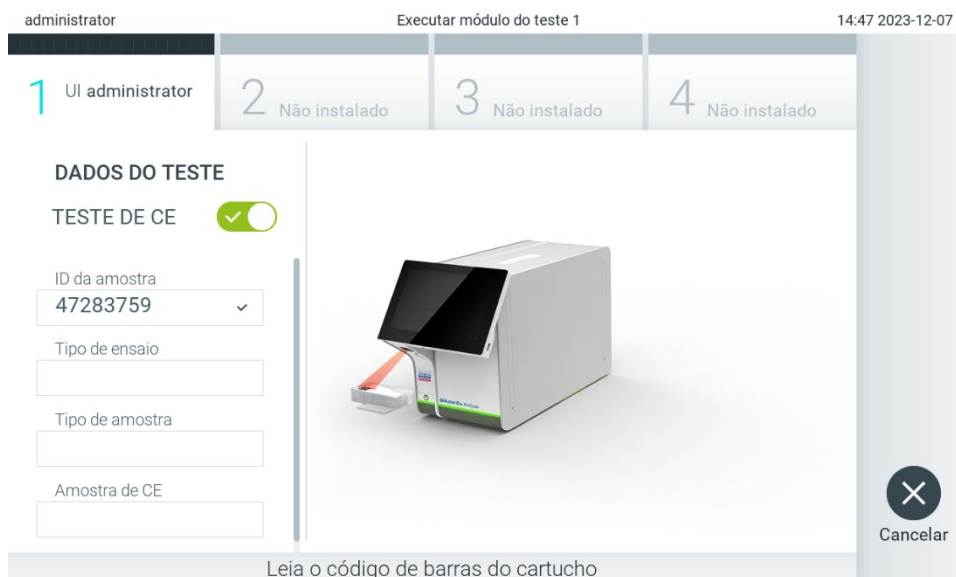 administrator Executar módulo do teste 1 14:47 2023-12-07
1 UI administrator 2 Não instalado 3 Não instalado 4 Não instalado
DADOS DO TESTE
TESTE DE CE
ID da amostra
47283759
Tipo de ensaio
Tipo de amostra
Amostra de CE
Cancelar
Leia o código de barras do cartucho